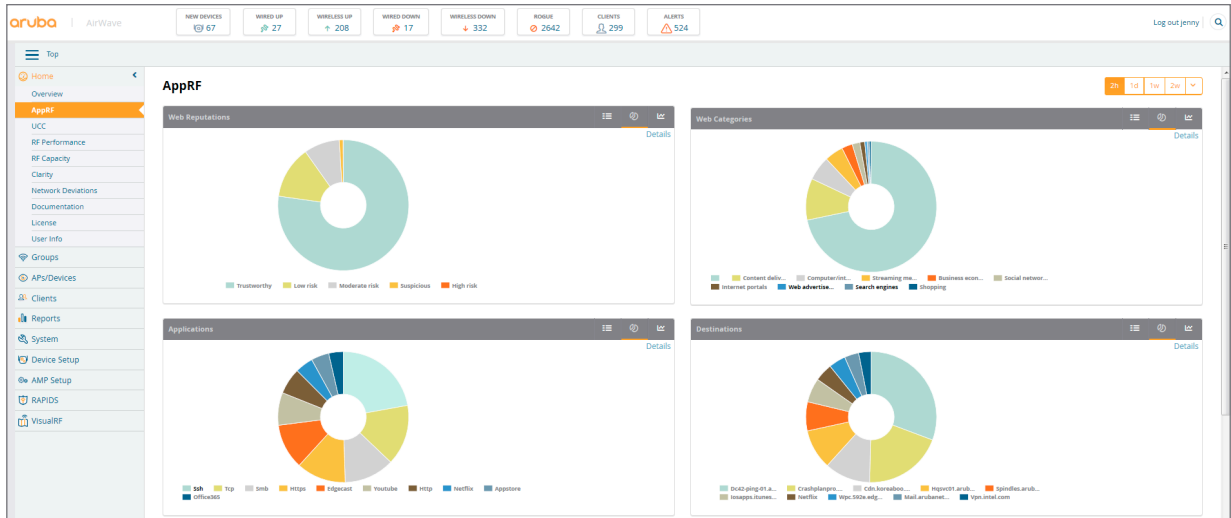 aruba AirWave
NEW DEVICES WIRED UP WIRELESS UP WIRED DOWN WIRELESS DOWN ROGUE CLIENTS ALERTS
67 27 208 17 332 2642 299 524
Log out jenny
Top
Home
Overview
AppRF
UCC
RF Performance
RF Capacity
Clarity
Network Deviations
Documentation
License
User Info
Groups
APs/Devices
Clients
Reports
System
Device Setup
AMP Setup
RAPIDS
VisualRF
AppRF
2h 1d 1w 2w
Web Reputations
Details
Trustworthy Low risk Moderate risk Suspicious High risk
Web Categories
Details
Content deliv... Computer/int... Streaming me... Business econ... Social networ...
Internet portals Web advertise... Search engines Shopping
Applications
Details
Ssh Tcp Smb Https Edgecast Youtube Http Netflix Appstore
Office365
Destinations
Details
Dc42-ping-01.a... Crashplanpro.... Cdn.koreaboo.... Hqsvc01.arub... Spindles.arub...
Iosapps.itunes... Netflix Wpc.592e.edg... Mail.arubanet... Vpn.intel.com